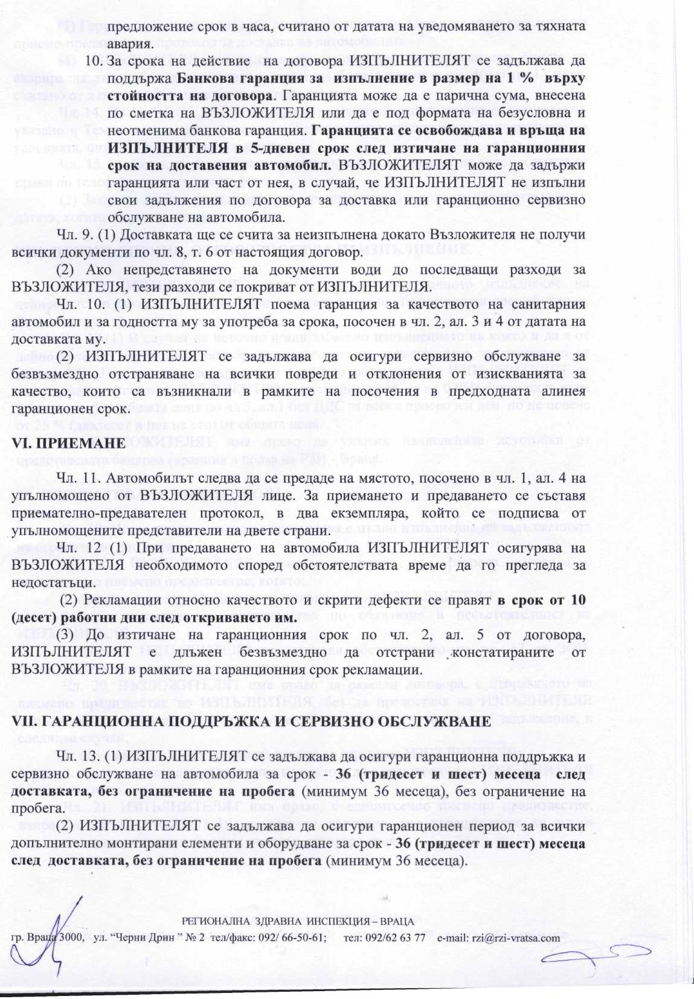 предложение срок в часа, считано от датата на уведомяването за тяхната
авария.
10. За срока на действие на договора ИЗПЪЛНИТЕЛЯТ се задължава да
поддържа Банкова гаранция за изпълнение в размер на 1 % върху
стойността на договора. Гаранцията може да е парична сума, внесена
по сметка на ВЪЗЛОЖИТЕЛЯ или да е под формата на безусловна и
неотменима банкова гаранция. Гаранцията се освобождава и връща на
ИЗПЪЛНИТЕЛЯ в 5-дневен срок след изтичане на гаранционния
срок на доставения автомобил. ВЪЗЛОЖИТЕЛЯТ може да задържи
гаранцията или част от нея, в случай, че ИЗПЪЛНИТЕЛЯТ не изпълни
свои задължения по договора за доставка или гаранционно сервизно
обслужване на автомобила.
Чл. 9. (1) Доставката ще се счита за неизпълнена докато Възложителя не получи
всички документи по чл. 8, т. 6 от настоящия договор.
(2) Ако непредставянето на документи води до последващи разходи за
ВЪЗЛОЖИТЕЛЯ, тези разходи се покриват от ИЗПЪЛНИТЕЛЯ.
Чл. 10. (1) ИЗПЪЛНИТЕЛЯТ поема гаранция за качеството на санитарния
автомобил и за годността му за употреба за срока, посочен в чл. 2, ал. 3 и 4 от датата на
доставката му.
(2) ИЗПЪЛНИТЕЛЯТ се задължава да осигури сервизно обслужване за
безвъзмездно отстраняване на всички повреди и отклонения от изискванията за
качество, които са възникнали в рамките на посочения в предходната алинея
гаранционен срок.
VI. ПРИЕМАНЕ
Чл. 11. Автомобилът следва да се предаде на мястото, посочено в чл. 1, ал. 4 на
упълномощено от ВЪЗЛОЖИТЕЛЯ лице. За приемането и предаването се съставя
приемателно-предавателен протокол, в два екземпляра, който се подписва от
упълномощените представители на двете страни.
Чл. 12 (1) При предаването на автомобила ИЗПЪЛНИТЕЛЯТ осигурява на
ВЪЗЛОЖИТЕЛЯ необходимото според обстоятелствата време да го прегледа за
недостатъци.
(2) Рекламации относно качеството и скрити дефекти се правят в срок от 10
(десет) работни дни след откриването им.
(3) До изтичане на гаранционния срок по чл. 2, ал. 5 от договора,
ИЗПЪЛНИТЕЛЯТ е длъжен безвъзмездно да отстрани констатираните от
ВЪЗЛОЖИТЕЛЯ в рамките на гаранционния срок рекламации.
VII. ГАРАНЦИОННА ПОДДРЪЖКА И СЕРВИЗНО ОБСЛУЖВАНЕ
Чл. 13. (1) ИЗПЪЛНИТЕЛЯТ се задължава да осигури гаранционна поддръжка и
сервизно обслужване на автомобила за срок - 36 (тридесет и шест) месеца след
доставката, без ограничение на пробега (минимум 36 месеца), без ограничение на
пробега.
(2) ИЗПЪЛНИТЕЛЯТ се задължава да осигури гаранционен период за всички
допълнително монтирани елементи и оборудване за срок - 36 (тридесет и шест) месеца
след доставката, без ограничение на пробега (минимум 36 месеца).
РЕГИОНАЛНА ЗДРАВНА ИНСПЕКЦИЯ – ВРАЦА
гр. Враца 3000, ул. “Черни Дрин ” № 2 тел/факс: 092/ 66-50-61; тел: 092/62 63 77 e-mail: rzi@rzi-vratsa.com